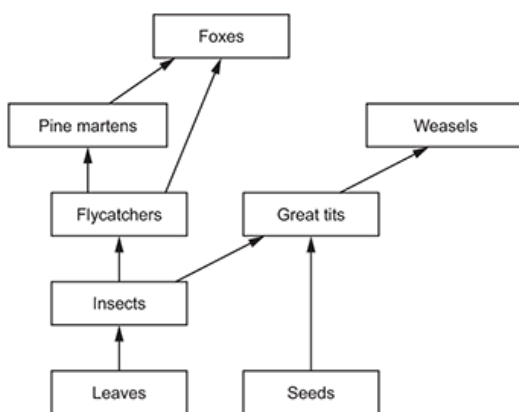 Foxes
Pine martens
Weasels
Flycatchers
Great tits
Insects
Leaves
Seeds